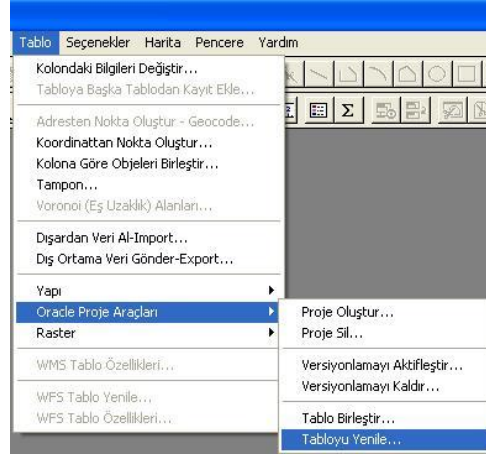 Tablo Seçenekler Harita Pencere Yardım
Kolondaki Bilgileri Değiştir...
Tabloya Başka Tablodan Kayıt Ekle...
Adresten Nokta Oluştur - Geocode...
Koordinattan Nokta Oluştur...
Kolona Göre Objeleri Birleştir...
Tampon...
Voronoi (Eş Uzaklık) Alanları...
Dışardan Veri Al-Import...
Dış Ortama Veri Gönder-Export...
Yapı
Oracle Proje Araçları
Raster
WMS Tablo Özellikleri...
WFS Tablo Yenile...
WFS Tablo Özellikleri...
Proje Oluştur...
Proje Sil...
Versiyonlamayı Aktifleştir...
Versiyonlamayı Kaldır...
Tablo Birleştir...
Tabloyu Yenile...